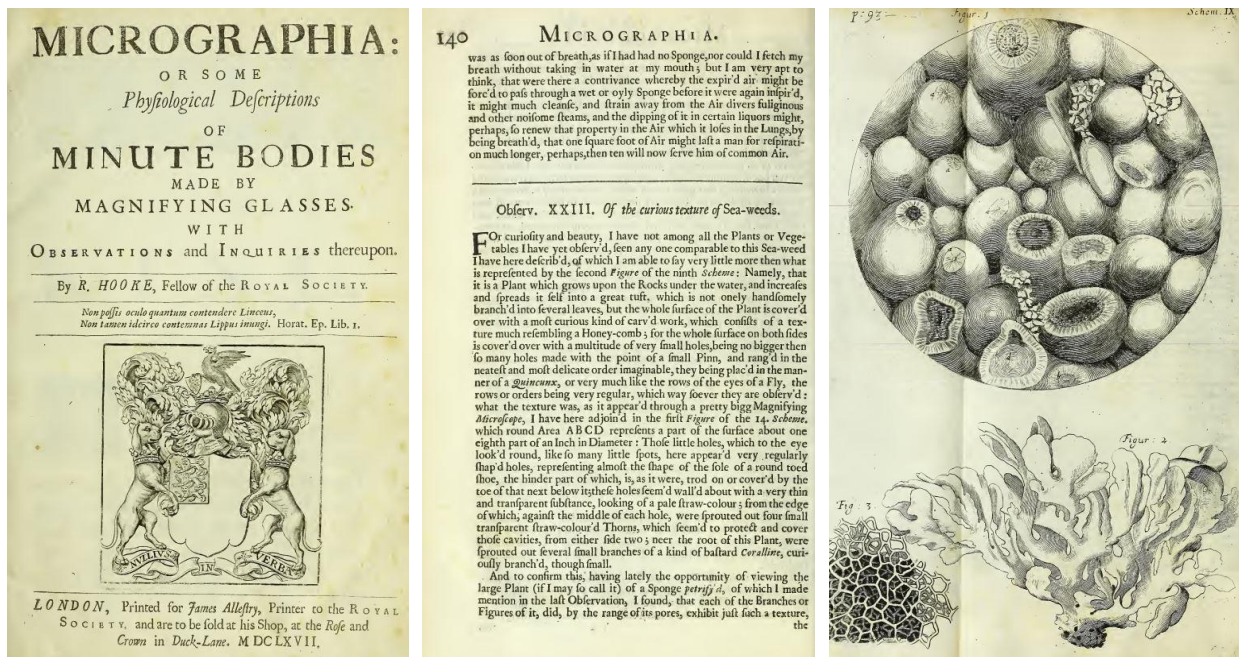 MICROGRAPHIA:
OR SOME
Phyſiological Deſcriptions
OF
MINUTE BODIES
MADE BY
MAGNIFYING GLASSES.
WITH
OBSERVATIONS and INQUIRIES thereupon.
By R. HOOKE, Fellow of the ROYAL SOCIETY.
Non poſſis oculo quantum contendere Linceus,
Non tamen idcirco contemnas Lippus inungi. Horat. Ep. Lib. 1.
NVLLIVS IN VERBA
LONDON, Printed for James Alleſtry, Printer to the ROYAL
SOCIETY, and are to be ſold at his Shop, at the Roſe and
Crown in Duck-Lane. MDCLXVII.
140 MICROGRAPHIA.
was as ſoon out of breath,as if I had had no Sponge,nor could I fetch my
breath without taking in water at my mouth; but I am very apt to
think, that were there a contrivance whereby the expir'd air might be
forc'd to paſs through a wet or oyly Sponge before it were again inſpir'd,
it might much cleanſe, and ſtrain away from the Air divers fuliginous
and other noiſome ſteams, and the dipping of it in certain liquors might,
perhaps, ſo renew that property in the Air which it loſes in the Lungs,by
being breath'd, that one ſquare foot of Air might laſt a man for reſpirati-
on much longer, perhaps,then ten will now ſerve him of common Air.
Obſerv. XXIII. Of the curious texture of Sea-weeds.
FOr curioſity and beauty, I have not among all the Plants or Vege-
tables I have yet obſerv'd, ſeen any one comparable to this Sea-weed
I have here deſcrib'd, of which I am able to ſay very little more then what
is repreſented by the ſecond Figure of the ninth Scheme: Namely, that
it is a Plant which grows upon the Rocks under the water, and increaſes
and ſpreads it ſelf into a great tuft, which is not onely handſomely
branch'd into ſeveral leaves, but the whole ſurface of the Plant is cover'd
over with a moſt curious kind of carv'd work, which conſiſts of a tex-
ture much reſembling a Honey-comb; for the whole ſurface on both ſides
is cover'd over with a multitude of very ſmall holes,being no bigger then
ſo many holes made with the point of a ſmall Pinn, and rang'd in the
neateſt and moſt delicate order imaginable, they being plac'd in the man-
ner of a Quincunx, or very much like the rows of the eyes of a Fly, the
rows or orders being very regular, which way ſoever they are obſerv'd:
what the texture was, as it appear'd through a pretty bigg Magnifying
Microſcope, I have here adjoin'd in the firſt Figure of the 14. Scheme.
which round Area ABCD repreſents a part of the ſurface about one
eighth part of an Inch in Diameter: Thoſe little holes, which to the eye
look'd round, like ſo many little ſpots, here appear'd very regularly
ſhap'd holes, repreſenting almoſt the ſhape of the ſole of a round toed
ſhoe, the hinder part of which, is, as it were, trod on or cover'd by the
toe of that next below it;theſe holes ſeem'd wall'd about with a very thin
and tranſparent ſubſtance, looking of a pale ſtraw-colour; from the edge
of which, againſt the middle of each hole, were ſprouted out four ſmall
tranſparent ſtraw-colour'd Thorns, which ſeem'd to protect and cover
thoſe cavities, from either ſide two; neer the root of this Plant, were
ſprouted out ſeveral ſmall branches of a kind of baſtard Coralline, curi-
ouſly branch'd, though ſmall.
And to confirm this, having lately the opportunity of viewing the
large Plant (if I may ſo call it) of a Sponge petrify'd, of which I made
mention in the laſt Obſervation, I found, that each of the Branches or
Figures of it, did, by the range of its pores, exhibit juſt ſuch a texture,
the
p: 93 Figur. 1 Schem: IX
a
Figur: 2
Fig: 3